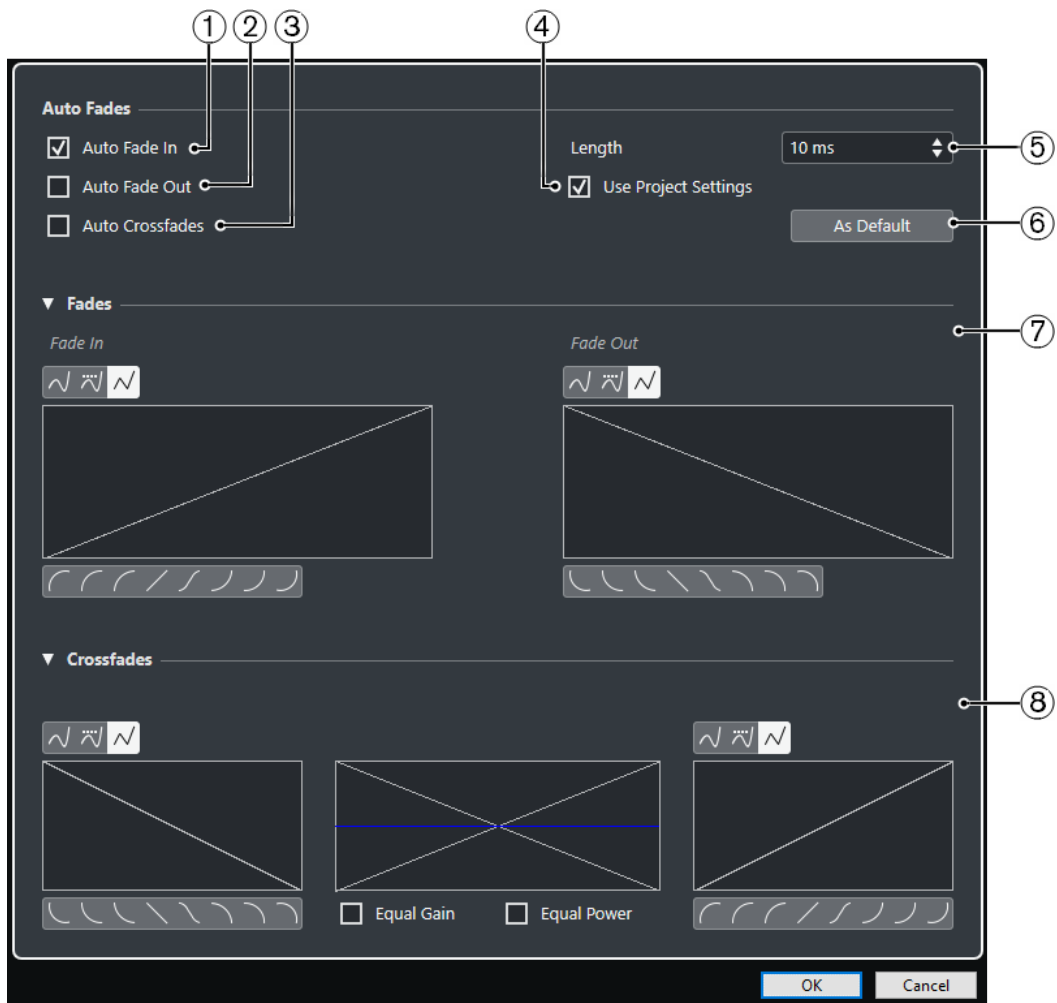 ① ② ③ ④
Auto Fades
Auto Fade In
Length
10 ms
⑤
Auto Fade Out
Use Project Settings
Auto Crossfades
As Default
⑥
Fades
⑦
Fade In
Fade Out
Crossfades
⑧
Equal Gain
Equal Power
OK
Cancel